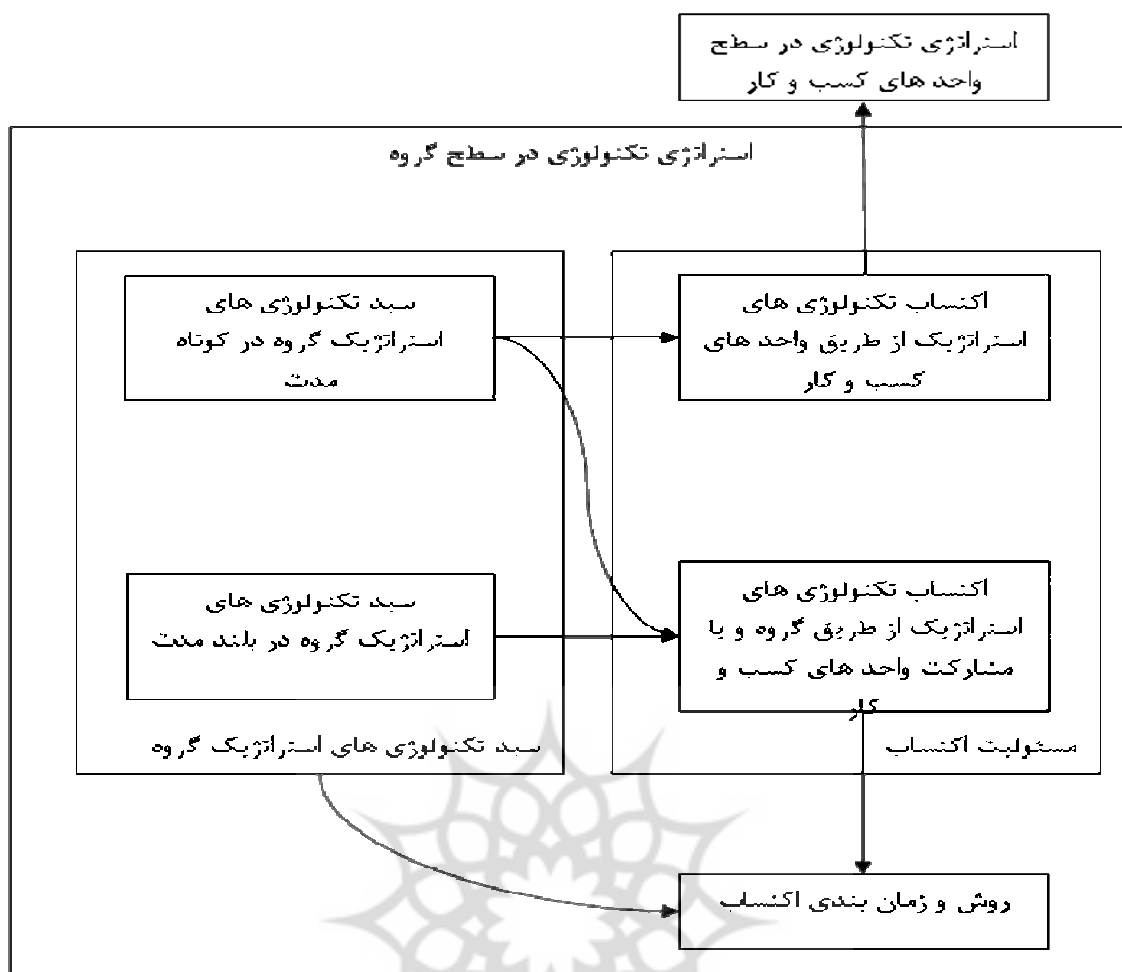 استراتژی تکنولوژی در سطح
واحد های کسب و کار
استراتژی تکنولوژی در سطح گروه
اکتساب تکنولوژی های
استراتژیک از طریق واحد های
کسب و کار
سبد تکنولوژی های
استراتژیک گروه در کوتاه
مدت
اکتساب تکنولوژی های
استراتژیک از طریق گروه و با
مشارکت واحد های کسب و
کار
سبد تکنولوژی های
استراتژیک گروه در بلند مدت
مسئولیت اکتساب
سبد تکنولوژی های استراتژیک گروه
روش و زمان بندی اکتساب